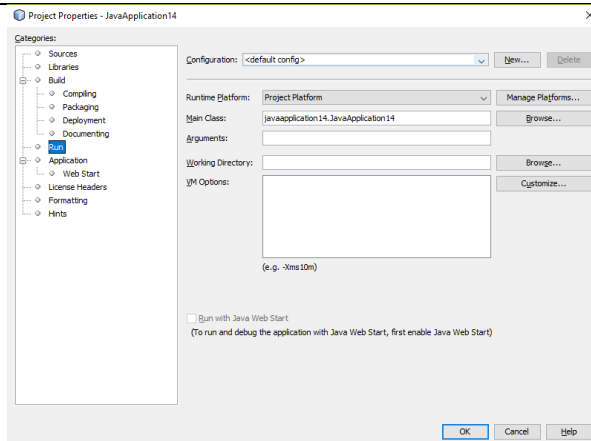 Project Properties - JavaApplication14
Categories:
Sources
Libraries
Build
Compiling
Packaging
Deployment
Documenting
Run
Application
Web Start
License Headers
Formatting
Hints
Configuration: <default config> New... Delete
Runtime Platform: Project Platform Manage Platforms...
Main Class: javaapplication14.JavaApplication14 Browse...
Arguments:
Working Directory: Browse...
VM Options: Customize...
(e.g. -Xms10m)
Run with Java Web Start
(To run and debug the application with Java Web Start, first enable Java Web Start)
OK Cancel Help